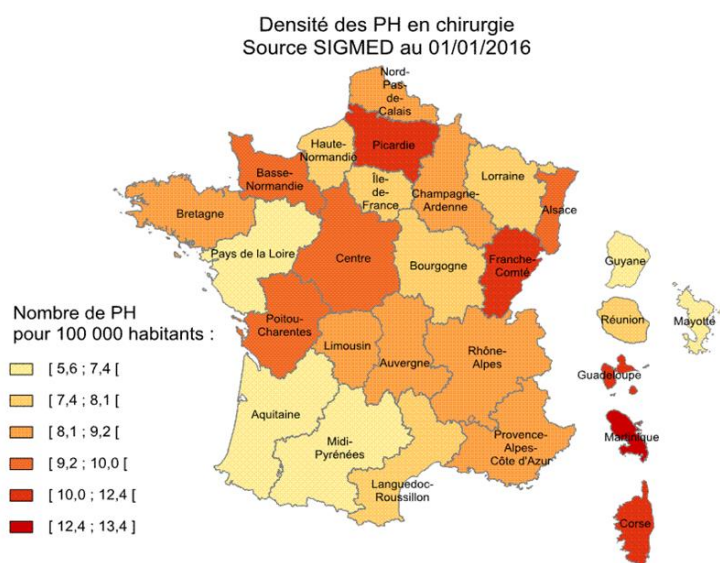 Densité des PH en chirurgie
Source SIGMED au 01/01/2016
Nord-
Pas-
de-
Calais
Haute-
Normandie
Picardie
Basse-
Normandie
Île-
de-
France
Champagne-
Ardenne
Lorraine
Alsace
Bretagne
Pays de la Loire
Centre
Bourgogne
Franche-
Comté
Guyane
Réunion
Mayotte
Nombre de PH
pour 100 000 habitants :
Poitou-
Charentes
Limousin
Auvergne
Rhône-
Alpes
Guadeloupe
[ 5,6 ; 7,4 [
[ 7,4 ; 8,1 [
[ 8,1 ; 9,2 [
[ 9,2 ; 10,0 [
[ 10,0 ; 12,4 [
[ 12,4 ; 13,4 ]
Aquitaine
Midi-
Pyrénées
Languedoc-
Roussillon
Provence-
Alpes-
Côte d'Azur
Martinique
Corse